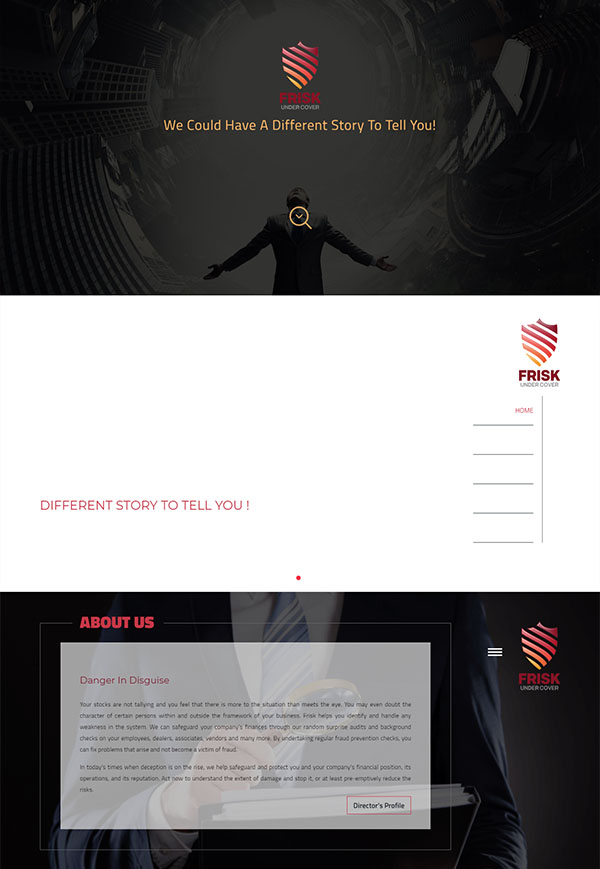 FRISK
UNDER COVER
We Could Have A Different Story To Tell You!
FRISK
UNDER COVER
HOME
DIFFERENT STORY TO TELL YOU !
ABOUT US
FRISK
UNDER COVER
Danger In Disguise
Your stocks are not tallying and you feel that there is more to the situation than meets the eye. You may even doubt the
character of certain persons within and outside the framework of your business. Frisk helps you identify and handle any
weakness in the system. We can safeguard your company's finances through our random surprise audits and background
checks on your employees, dealers, associates vendors and many more. By undertaking regular fraud prevention checks, you
can fix problems that arise and not become a victim of fraud.
In today's times when deception is on the rise, we help safeguard and protect you and your company's financial position, its
operations, and its reputation. Act now to understand the extent of damage and stop it, or at least pre-emptively reduce the
risks.
Director's Profile